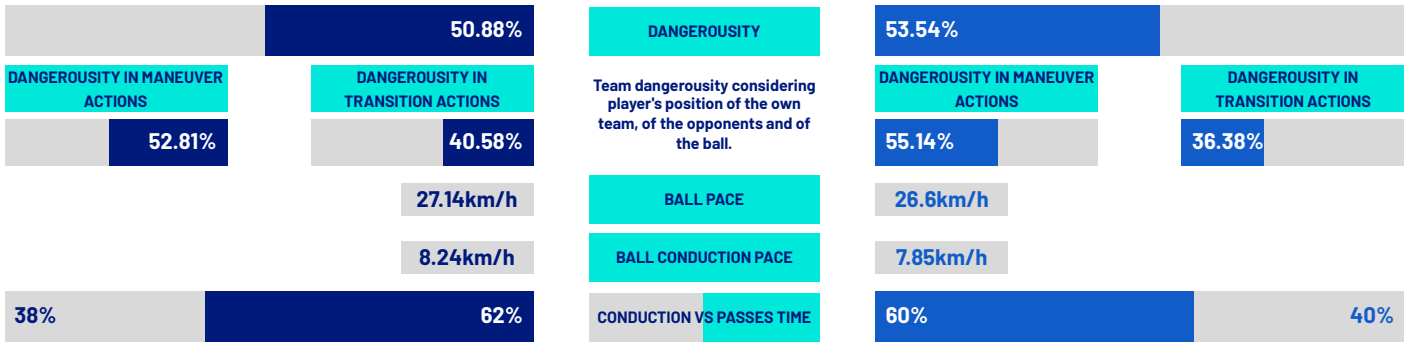 50.88%
DANGEROUSITY
53.54%
DANGEROUSITY IN MANEUVER
ACTIONS
DANGEROUSITY IN
TRANSITION ACTIONS
52.81%
40.58%
Team dangerousity considering
player's position of the own
team, of the opponents and of
the ball.
DANGEROUSITY IN MANEUVER
ACTIONS
DANGEROUSITY IN
TRANSITION ACTIONS
55.14%
36.38%
27.14km/h
BALL PACE
26.6km/h
8.24km/h
BALL CONDUCTION PACE
7.85km/h
38%
62%
CONDUCTION VS PASSES TIME
60%
40%